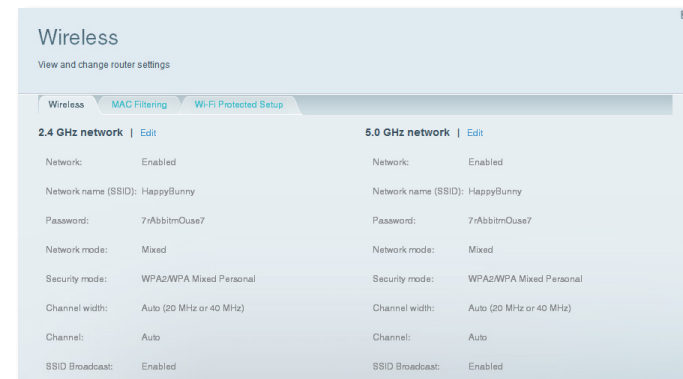 Wireless
View and change router settings
Wireless MAC Filtering Wi-Fi Protected Setup
2.4 GHz network | Edit 5.0 GHz network | Edit
Network: Enabled Network: Enabled
Network name (SSID): HappyBunny Network name (SSID): HappyBunny
Password: 7rAbbitmOuse7 Password: 7rAbbitmOuse7
Network mode: Mixed Network mode: Mixed
Security mode: WPA2/WPA Mixed Personal Security mode: WPA2/WPA Mixed Personal
Channel width: Auto (20 MHz or 40 MHz) Channel width: Auto (20 MHz or 40 MHz)
Channel: Auto Channel: Auto
SSID Broadcast: Enabled SSID Broadcast: Enabled